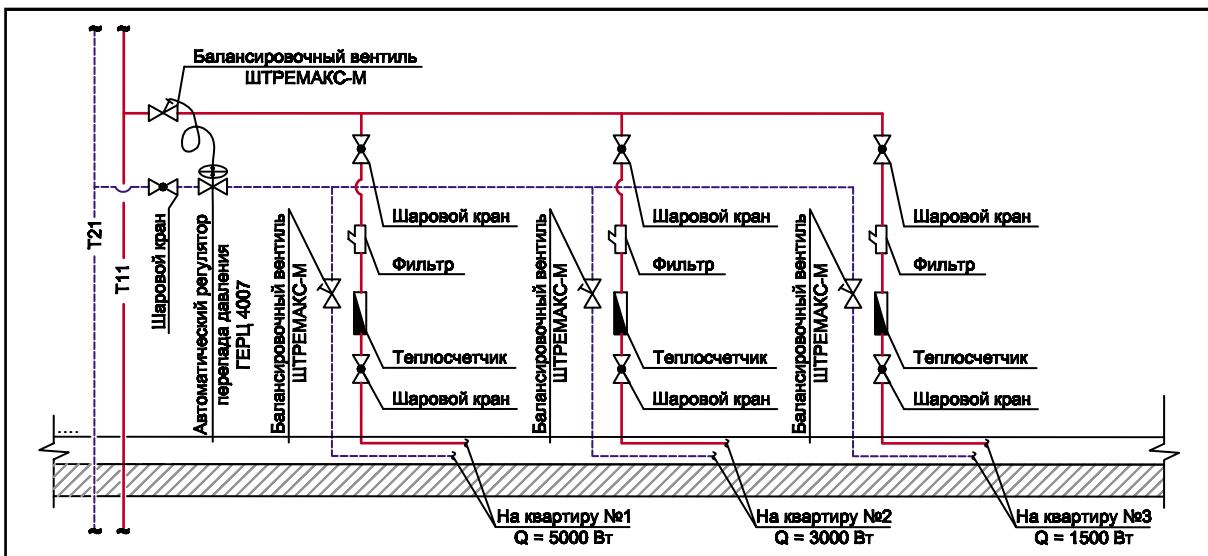 Балансировочный вентиль
ШТРЕМАКС-М
Т21
Т11
Шаровой кран
Автоматический регулятор
перепада давления
ГЕРЦ 4007
Балансировочный вентиль
ШТРЕМАКС-М
Шаровой кран
Фильтр
Теплосчетчик
Шаровой кран
Балансировочный вентиль
ШТРЕМАКС-М
Шаровой кран
Фильтр
Теплосчетчик
Шаровой кран
Балансировочный вентиль
ШТРЕМАКС-М
Шаровой кран
Фильтр
Теплосчетчик
Шаровой кран
На квартиру №1
Q = 5000 Вт
На квартиру №2
Q = 3000 Вт
На квартиру №3
Q = 1500 Вт